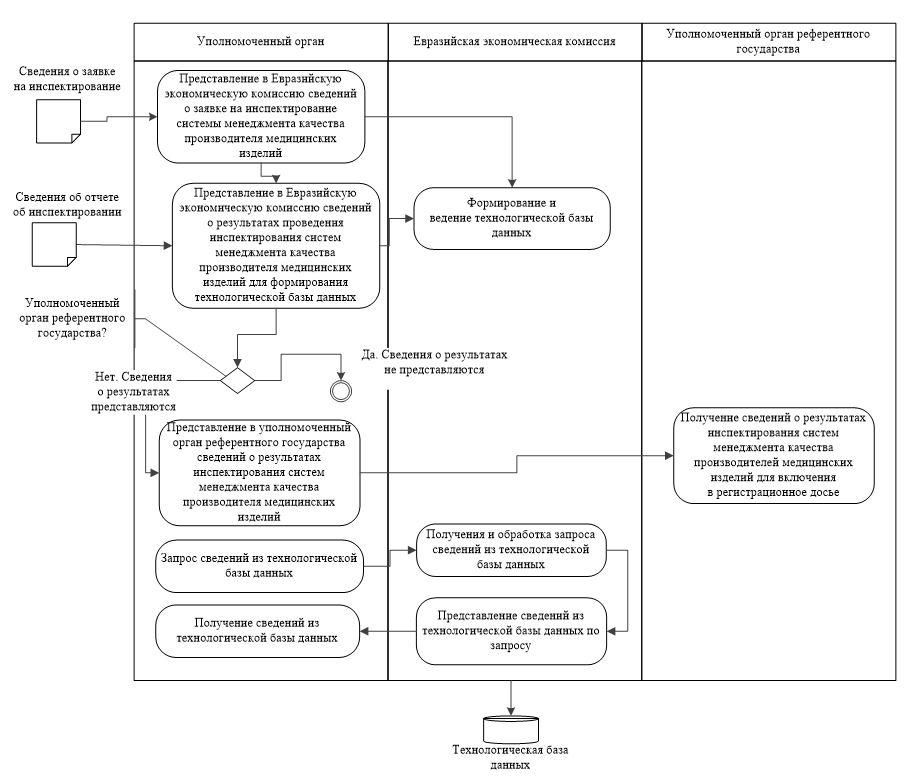 Уполномоченный орган
Евразийская экономическая комиссия
Уполномоченный орган референтного
государства
Сведения о заявке
на инспектирование
Представление в Евразийскую
экономическую комиссию сведений
о заявке на инспектирование
системы менеджмента качества
производителя медицинских
изделий
Сведения об отчете
об инспектировании
Представление в Евразийскую
экономическую комиссию сведений
о результатах проведения
инспектирования систем
менеджмента качества
производителя медицинских
изделий для формирования
технологической базы данных
Формирование и
ведение технологической базы
данных
Уполномоченный
орган референтного
государства?
Да. Сведения о результатах
не представляются
Нет. Сведения
о результатах
представляются
Представление в уполномоченный
орган референтного государства
сведений о результатах
инспектирования систем
менеджмента качества
производителя медицинских
изделий
Получение сведений о результатах
инспектирования систем
менеджмента качества
производителей медицинских
изделий для включения
в регистрационное досье
Запрос сведений из технологической
базы данных
Получения и обработка запроса
сведений из технологической
базы данных
Получение сведений из
технологической базы данных
Представление сведений из
технологической базы данных по
запросу
Технологическая база
данных